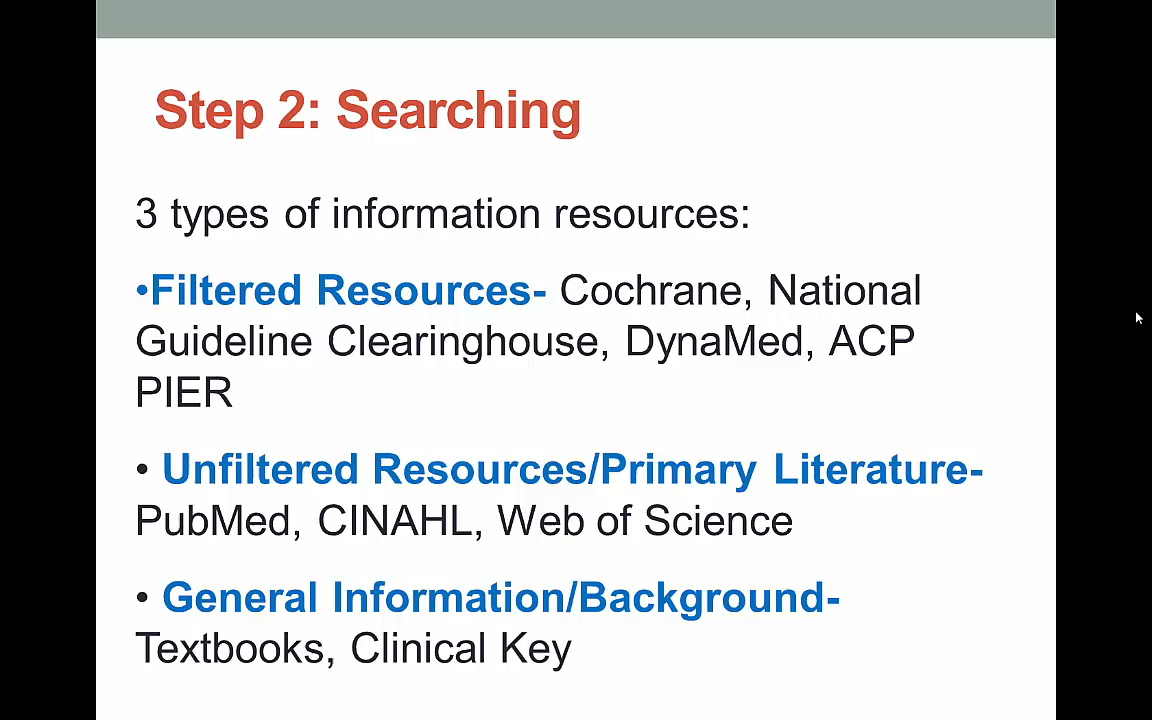 Step 2: Searching
3 types of information resources:
•Filtered Resources- Cochrane, National
Guideline Clearinghouse, DynaMed, ACP
PIER
• Unfiltered Resources/Primary Literature-
PubMed, CINAHL, Web of Science
• General Information/Background-
Textbooks, Clinical Key